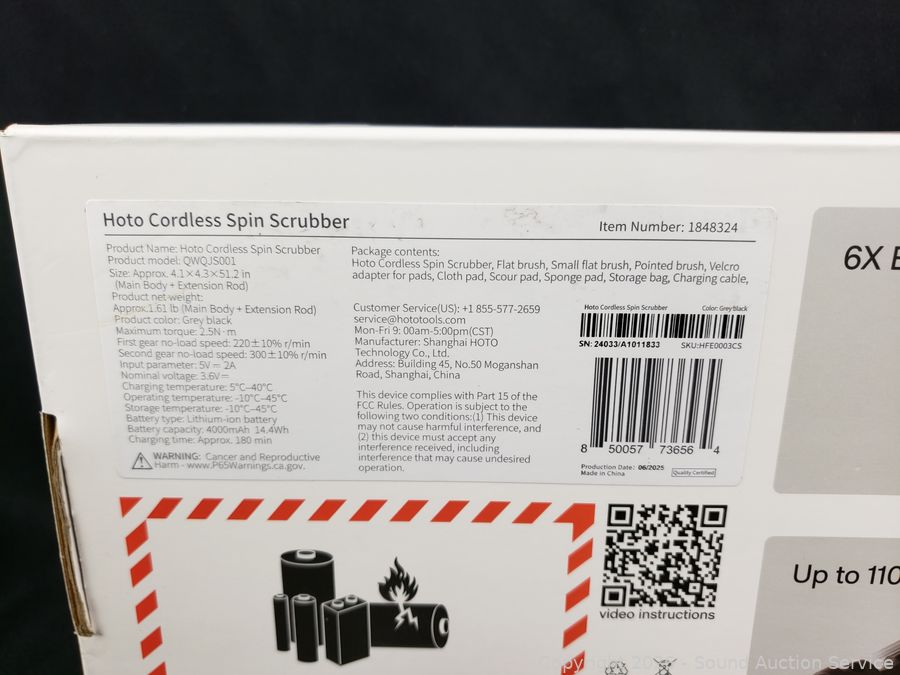 Hoto Cordless Spin Scrubber
Item Number: 1848324
Product Name: Hoto Cordless Spin Scrubber
Product model: QWQJS001
Size: Approx. 4.1×4.3×51.2 in
(Main Body + Extension Rod)
Product net weight:
Approx.1.61 lb (Main Body + Extension Rod)
Product color: Grey black
Maximum torque: 2.5N·m
First gear no-load speed: 220±10% r/min
Second gear no-load speed: 300±10% r/min
Input parameter: 5V⎓2A
Nominal voltage: 3.6V⎓
Charging temperature: 5°C–40°C
Operating temperature: -10°C–45°C
Storage temperature: -10°C–45°C
Battery type: Lithium-ion battery
Battery capacity: 4000mAh 14.4Wh
Charging time: Approx. 180 min
WARNING: Cancer and Reproductive
Harm - www.P65Warnings.ca.gov.
Package contents:
Hoto Cordless Spin Scrubber, Flat brush, Small flat brush, Pointed brush, Velcro
adapter for pads, Cloth pad, Scour pad, Sponge pad, Storage bag, Charging cable,
Customer Service(US): +1 855-577-2659
service@hototools.com
Mon-Fri 9: 00am-5:00pm(CST)
Manufacturer: Shanghai HOTO
Technology Co., Ltd.
Address: Building 45, No.50 Moganshan
Road, Shanghai, China
This device complies with Part 15 of the
FCC Rules. Operation is subject to the
following two conditions:(1) This device
may not cause harmful interference, and
(2) this device must accept any
interference received, including
interference that may cause undesired
operation.
Hoto Cordless Spin Scrubber Color: Grey black
SN: 24033/A1011833 SKU:HFE0003CS
8 50057 73656 4
Production Date: 06/2025
Made in China
Quality Certified
video instructions
6X
Up to 110
Copyright - Sound Auction Service